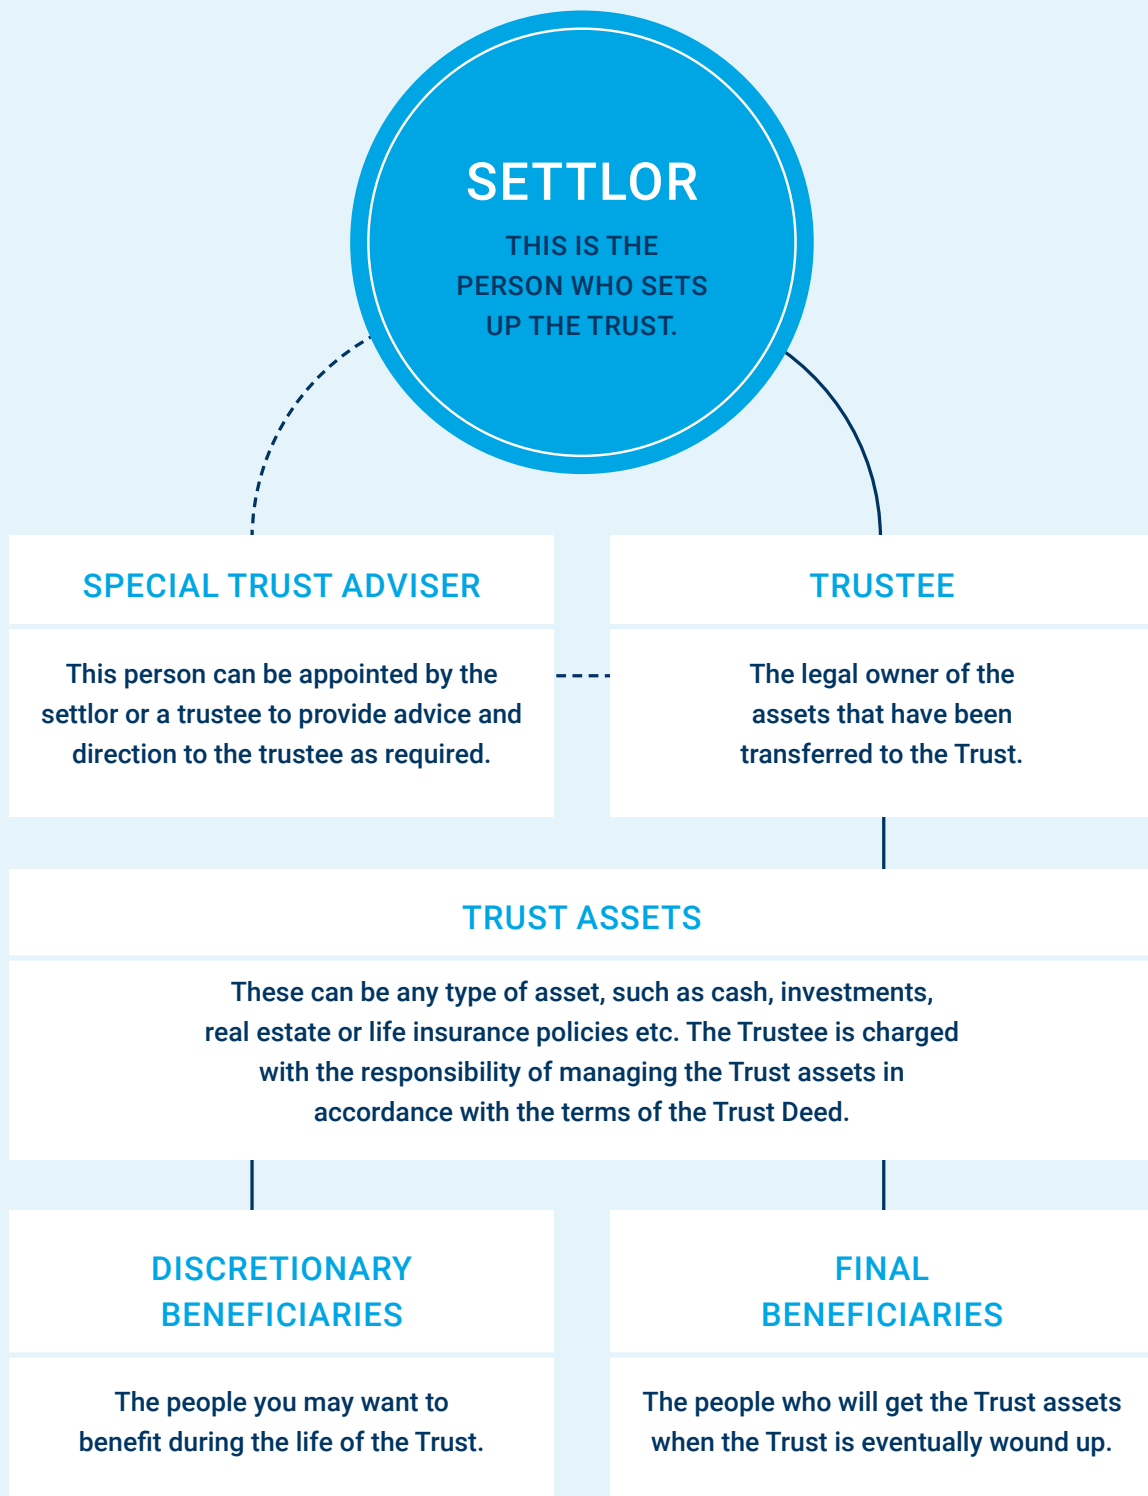 SETTLOR
THIS IS THE
PERSON WHO SETS
UP THE TRUST.
SPECIAL TRUST ADVISER
This person can be appointed by the
settlor or a trustee to provide advice and
direction to the trustee as required.
TRUSTEE
The legal owner of the
assets that have been
transferred to the Trust.
TRUST ASSETS
These can be any type of asset, such as cash, investments,
real estate or life insurance policies etc. The Trustee is charged
with the responsibility of managing the Trust assets in
accordance with the terms of the Trust Deed.
DISCRETIONARY
BENEFICIARIES
The people you may want to
benefit during the life of the Trust.
FINAL
BENEFICIARIES
The people who will get the Trust assets
when the Trust is eventually wound up.